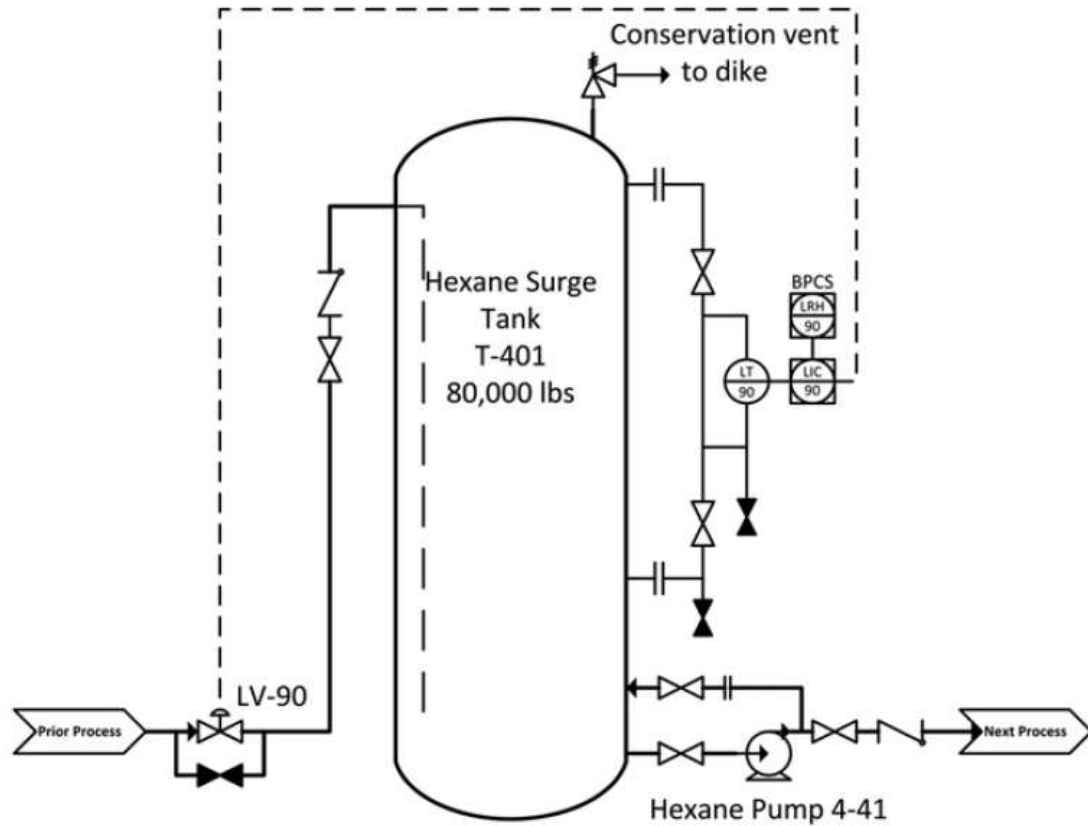 Conservation vent
to dike
Hexane Surge
Tank
T-401
80,000 lbs
BPCS
LRH
90
LT
90
LIC
90
LV-90
Prior Process
Next Process
Hexane Pump 4-41